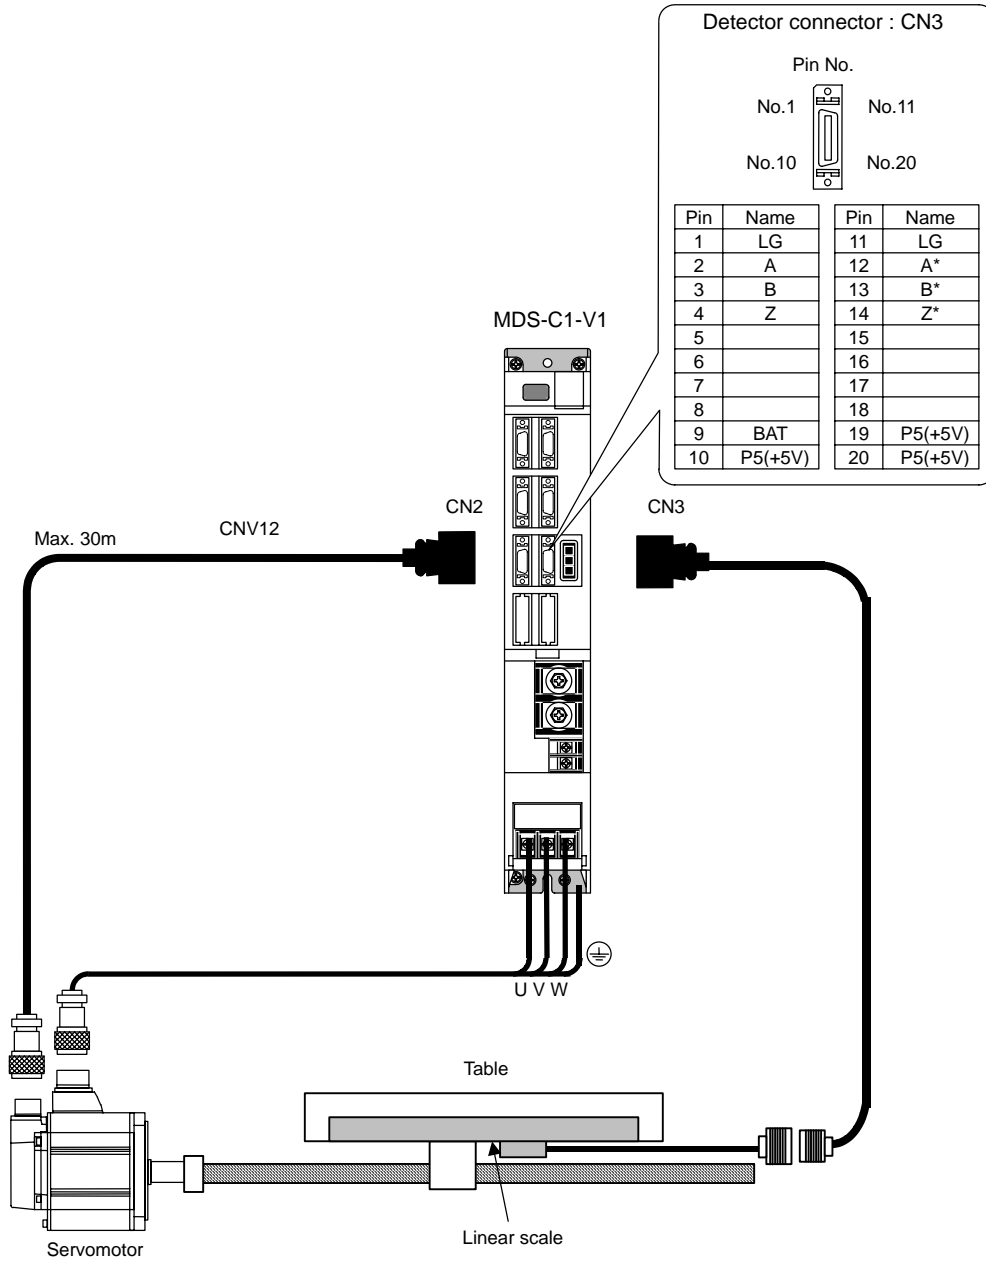 Detector connector : CN3
Pin No.
No.1 No.11
No.10 No.20
Pin Name Pin Name
1 LG 11 LG
2 A 12 A*
3 B 13 B*
4 Z 14 Z*
5 15
6 16
7 17
8 18
9 BAT 19 P5(+5V)
10 P5(+5V) 20 P5(+5V)
MDS-C1-V1
CN2
CN3
CNV12
Max. 30m
U V W
Table
Linear scale
Servomotor